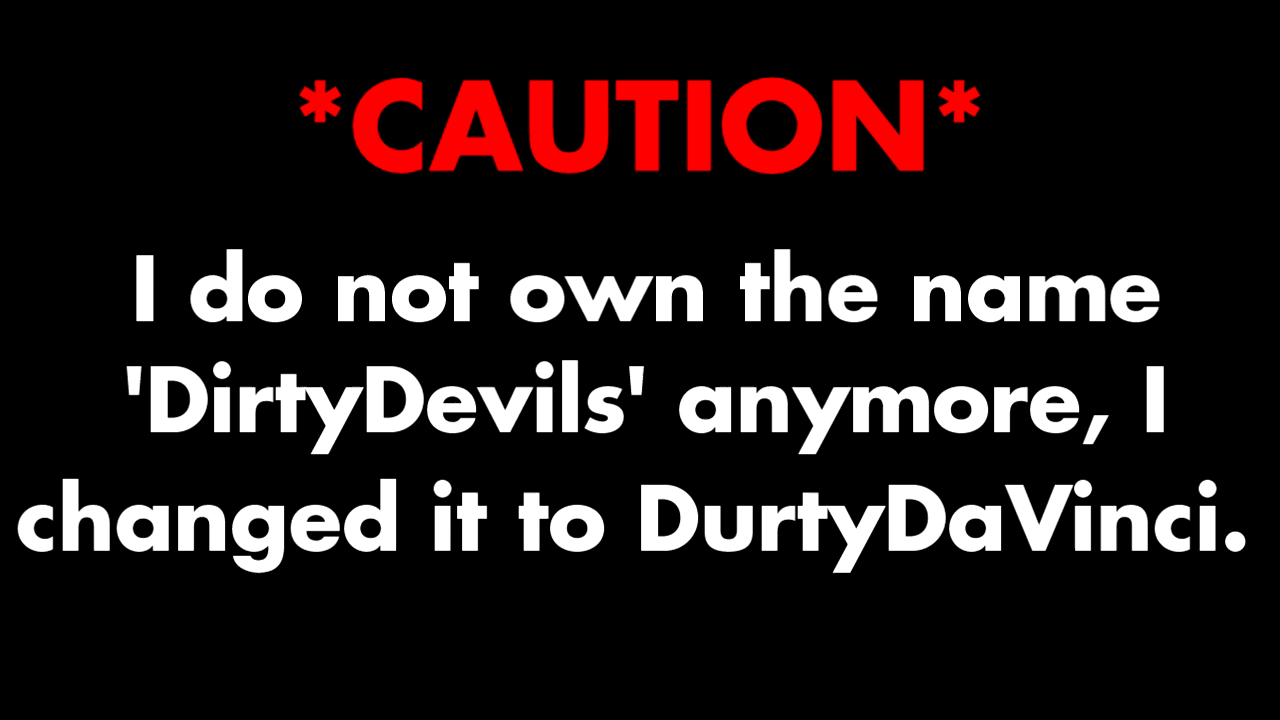 *CAUTION*
I do not own the name
'DirtyDevils' anymore, I
changed it to DurtyDaVinci.